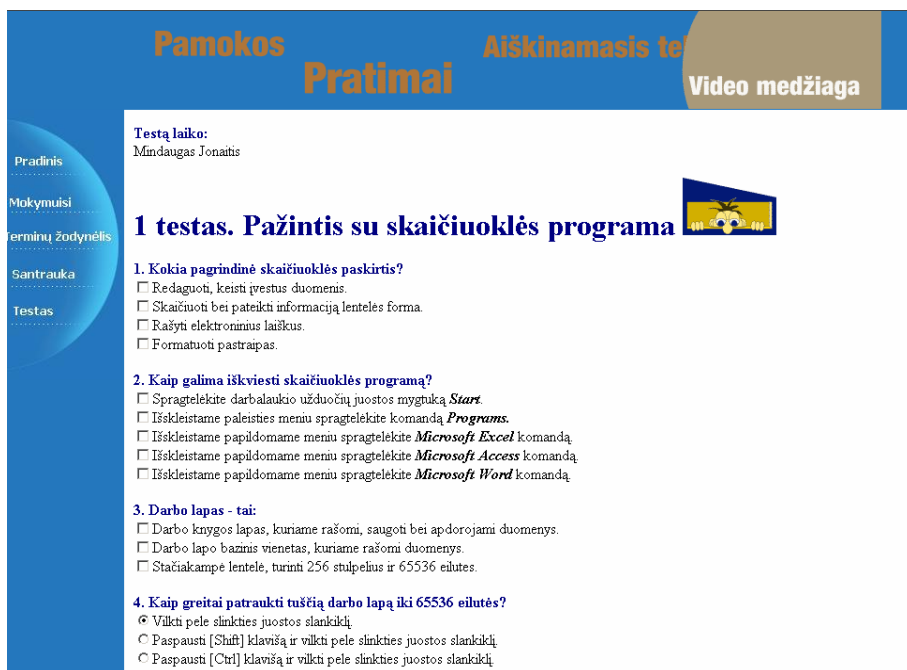 Pamokos
Pratimai
Aiškinamasis te
Video medžiaga
Pradinis
Mokymuisi
Terminų žodynėlis
Santrauka
Testas
Testą laiko:
Mindaugas Jonaitis
1 testas. Pažintis su skaičiuoklės programa
1. Kokia pagrindinė skaičiuoklės paskirtis?
Redaguoti, keisti įvestus duomenis.
Skaičiuoti bei pateikti informaciją lentelės forma.
Rašyti elektroninius laiškus.
Formatuoti pastraipas.
2. Kaip galima iškviesti skaičiuoklės programą?
Spragtelėkite darbalaukio užduočių juostos mygtuką Start.
Išskleistame paleisties meniu spragtelėkite komandą Programs.
Išskleistame papildomame meniu spragtelėkite Microsoft Excel komandą.
Išskleistame papildomame meniu spragtelėkite Microsoft Access komandą.
Išskleistame papildomame meniu spragtelėkite Microsoft Word komandą.
3. Darbo lapas - tai:
Darbo knygos lapas, kuriame rašomi, saugoti bei apdorojami duomenys.
Darbo lapo bazinis vienetas, kuriame rašomi duomenys.
Stačiakampė lentelė, turinti 256 stulpelius ir 65536 eilutes.
4. Kaip greitai patraukti tuščią darbo lapą iki 65536 eilutės?
Vilkti pele slinkties juostos slankiklį.
Paspausti [Shift] klavišą ir vilkti pele slinkties juostos slankiklį.
Paspausti [Ctrl] klavišą ir vilkti pele slinkties juostos slankiklį.